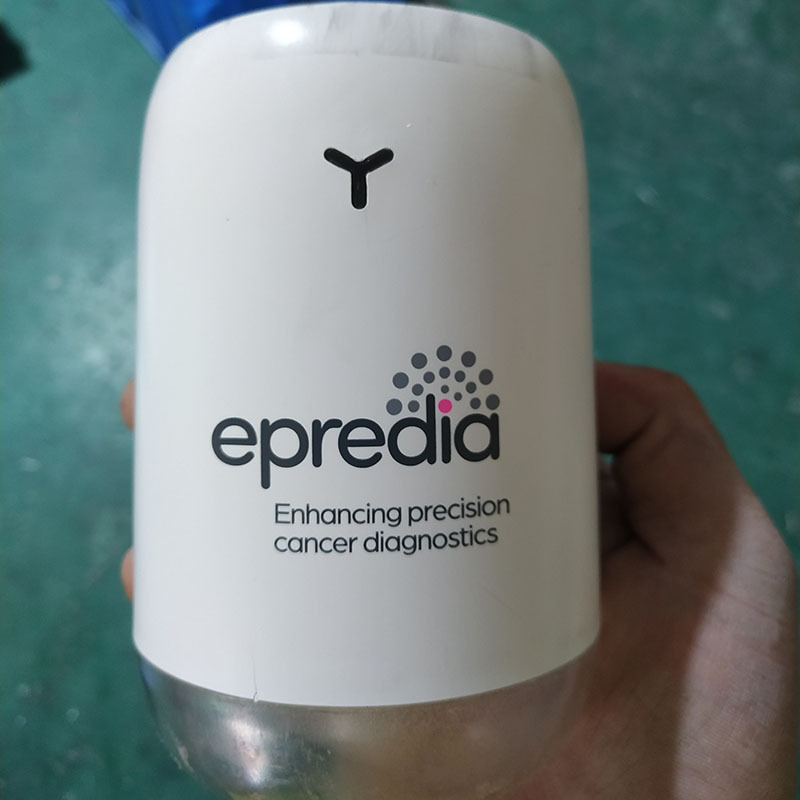 epredia
Enhancing precision
cancer diagnostics